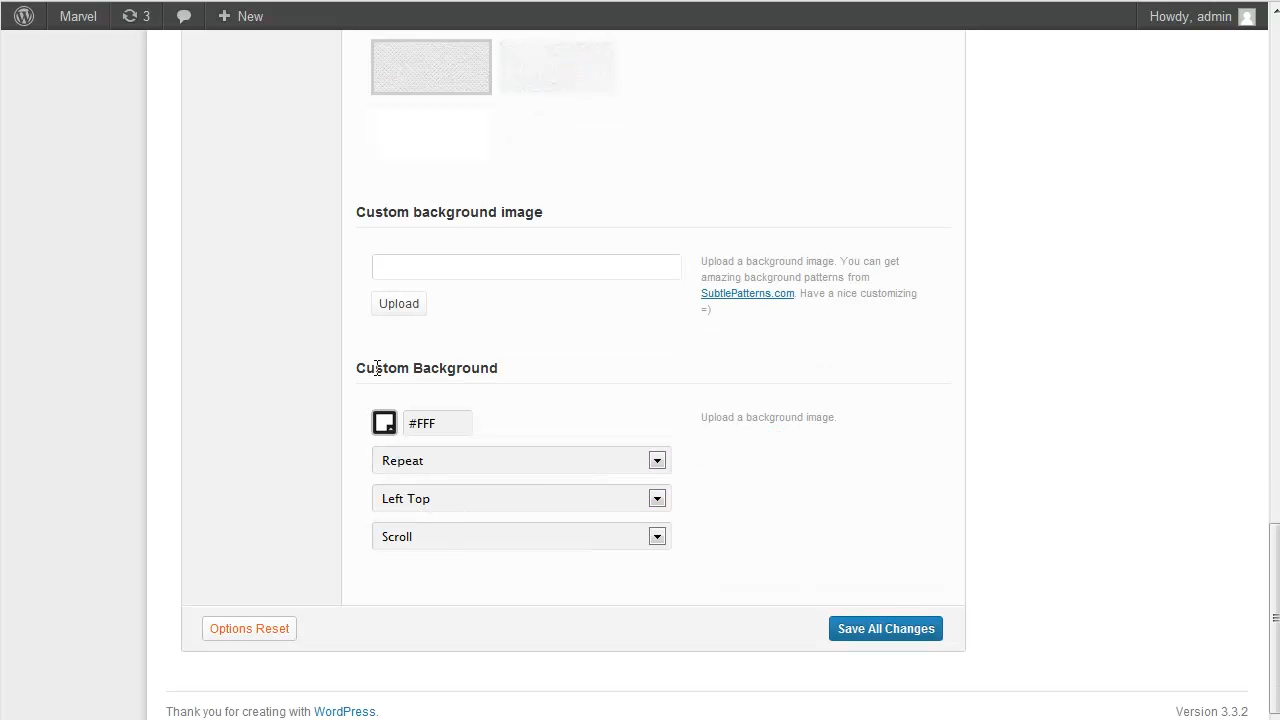 Marvel 3 New Howdy, admin
Custom background image
Upload a background image. You can get
amazing background patterns from
SubtlePatterns.com. Have a nice customizing
=)
Upload
Custom Background
#FFF
Upload a background image.
Repeat
Left Top
Scroll
Options Reset
Save All Changes
Thank you for creating with WordPress.
Version 3.3.2